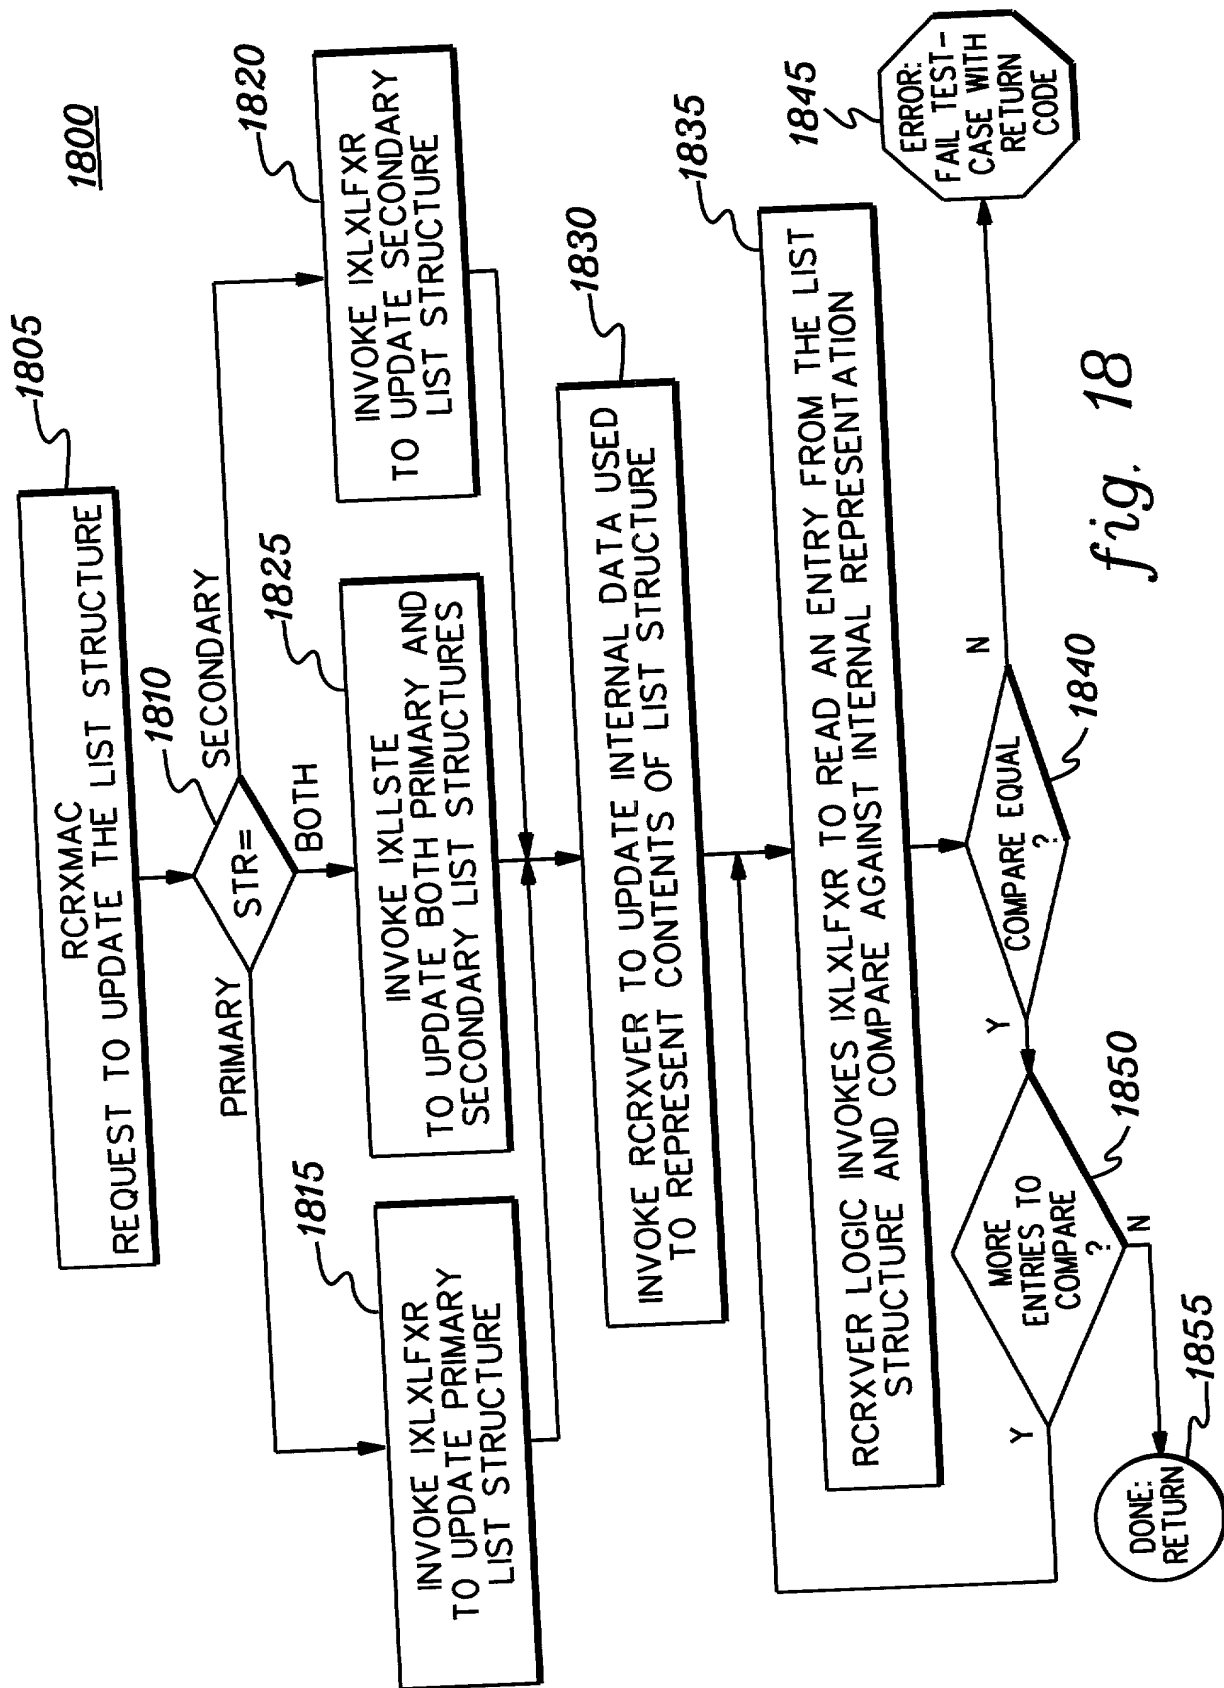 1800
1805
RCRXMAC
REQUEST TO UPDATE THE LIST STRUCTURE
1810
STR=
PRIMARY
BOTH
SECONDARY
1815
INVOKE IXLXLFXR
TO UPDATE PRIMARY
LIST STRUCTURE
1825
INVOKE IXLLSTE
TO UPDATE BOTH PRIMARY AND
SECONDARY LIST STRUCTURES
1820
INVOKE IXLXLFXR
TO UPDATE SECONDARY
LIST STRUCTURE
1830
INVOKE RCRXVER TO UPDATE INTERNAL DATA USED
TO REPRESENT CONTENTS OF LIST STRUCTURE
1835
RCRXVER LOGIC INVOKES IXLXLFXR TO READ AN ENTRY FROM THE LIST
STRUCTURE AND COMPARE AGAINST INTERNAL REPRESENTATION
COMPARE EQUAL
?
1840
Y
N
1845
ERROR:
FAIL TEST-
CASE WITH
RETURN
CODE
MORE
ENTRIES TO
COMPARE
?
1850
Y
N
DONE:
RETURN
1855
fig. 18